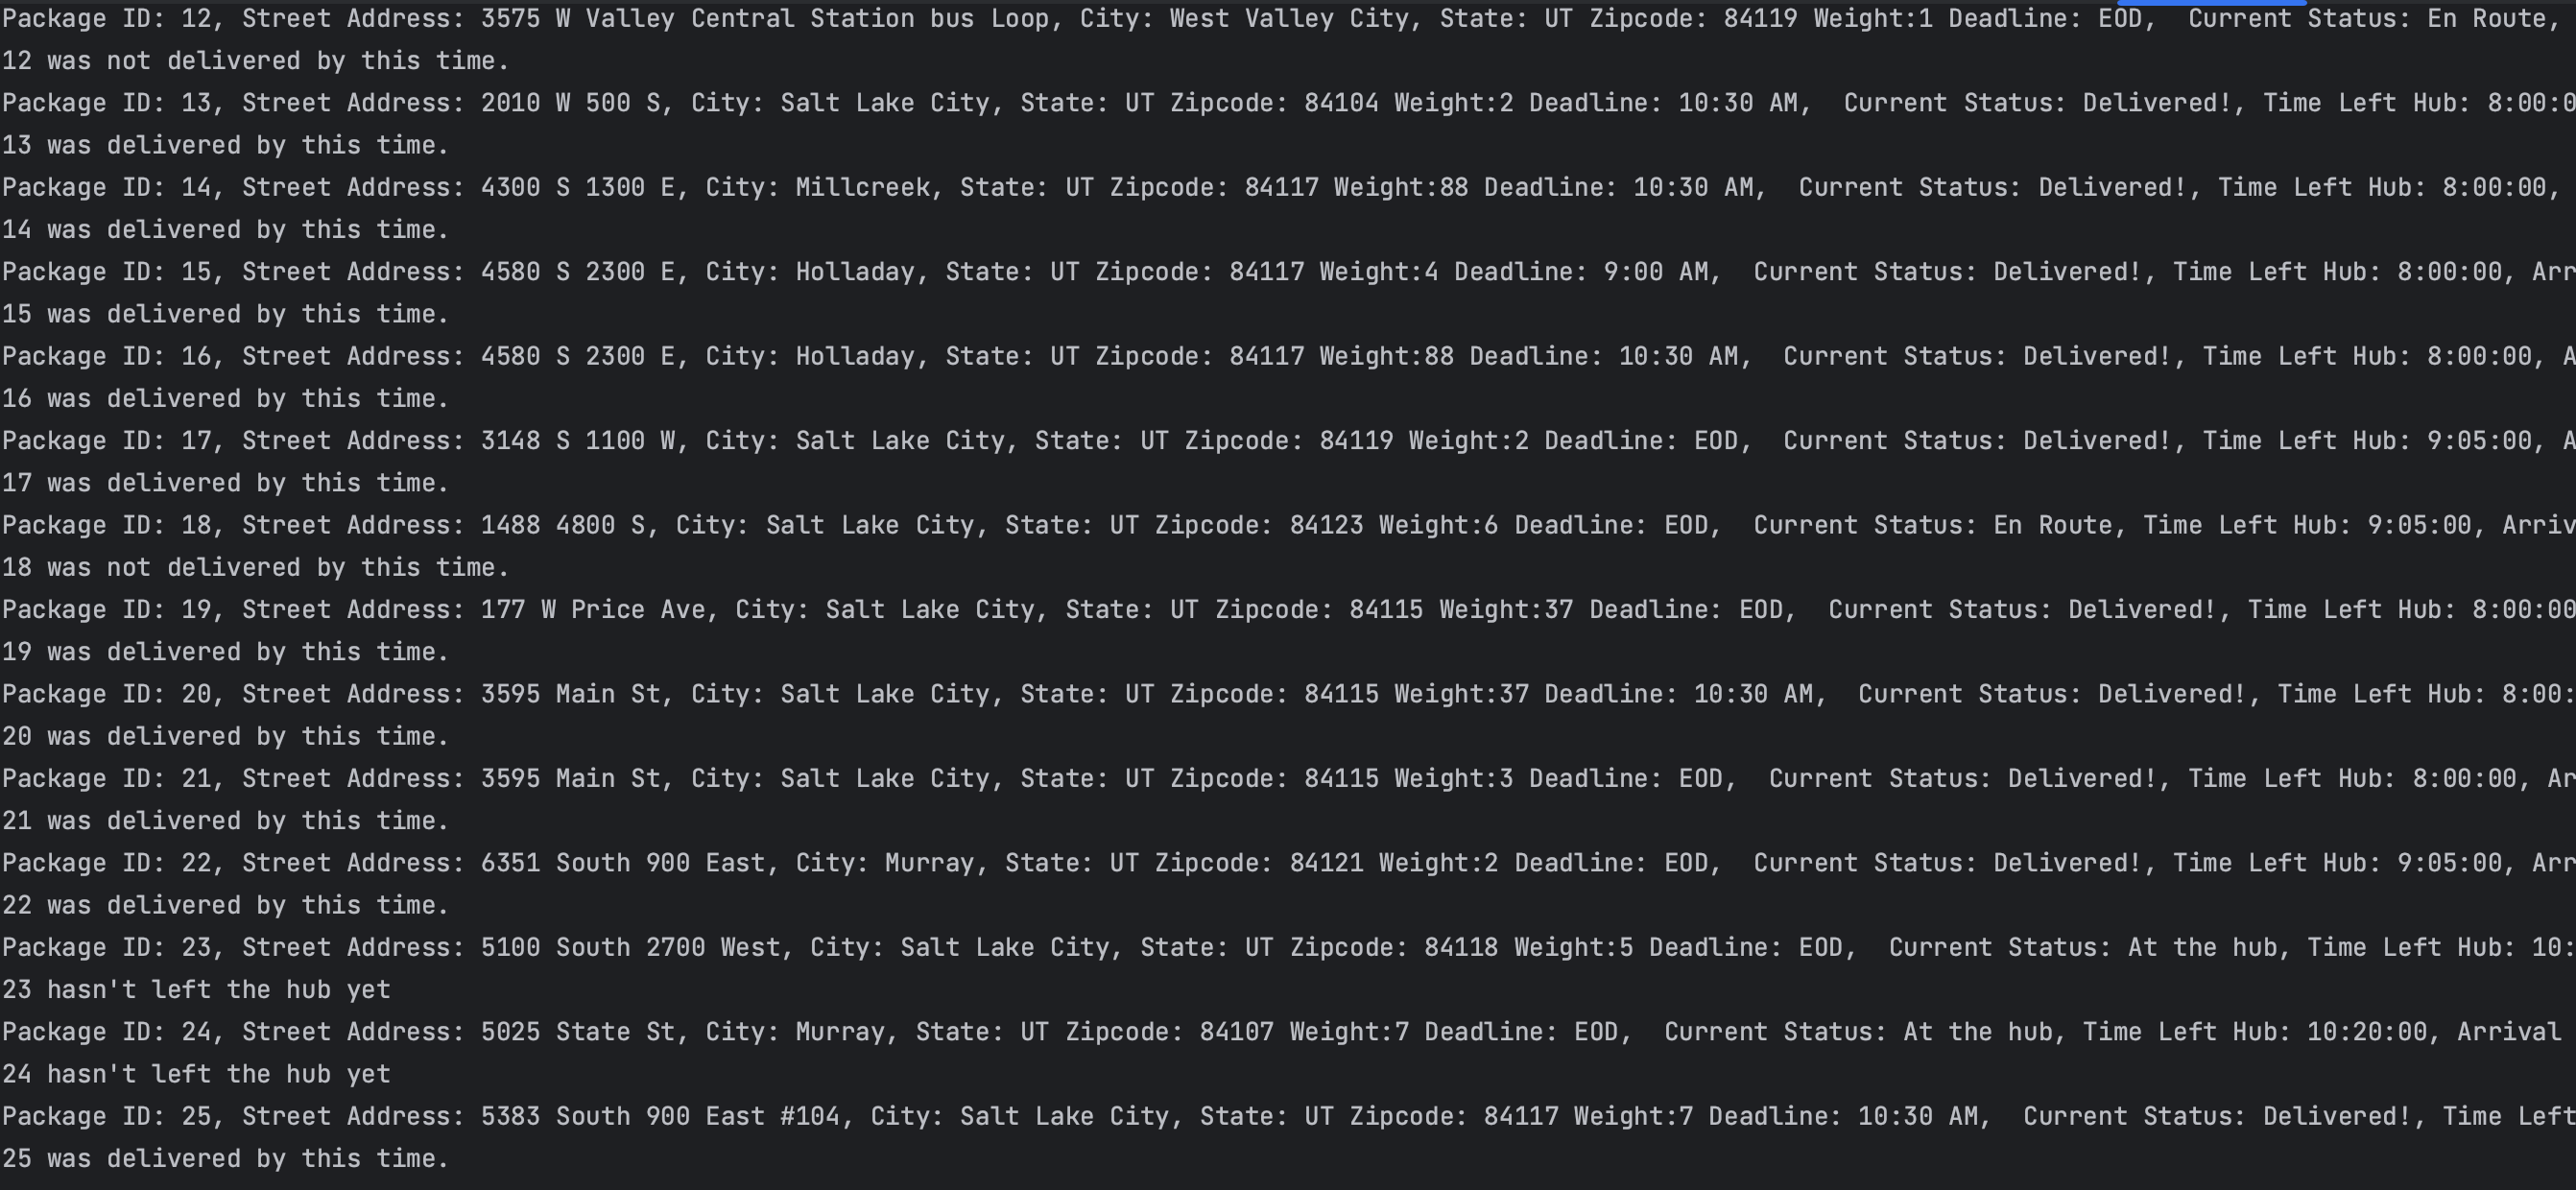 Package ID: 12, Street Address: 3575 W Valley Central Station bus Loop, City: West Valley City, State: UT Zipcode: 84119 Weight:1 Deadline: EOD,  Current Status: En Route,
12 was not delivered by this time.
Package ID: 13, Street Address: 2010 W 500 S, City: Salt Lake City, State: UT Zipcode: 84104 Weight:2 Deadline: 10:30 AM,  Current Status: Delivered!, Time Left Hub: 8:00:0
13 was delivered by this time.
Package ID: 14, Street Address: 4300 S 1300 E, City: Millcreek, State: UT Zipcode: 84117 Weight:88 Deadline: 10:30 AM,  Current Status: Delivered!, Time Left Hub: 8:00:00,
14 was delivered by this time.
Package ID: 15, Street Address: 4580 S 2300 E, City: Holladay, State: UT Zipcode: 84117 Weight:4 Deadline: 9:00 AM,  Current Status: Delivered!, Time Left Hub: 8:00:00, Arr
15 was delivered by this time.
Package ID: 16, Street Address: 4580 S 2300 E, City: Holladay, State: UT Zipcode: 84117 Weight:88 Deadline: 10:30 AM,  Current Status: Delivered!, Time Left Hub: 8:00:00, A
16 was delivered by this time.
Package ID: 17, Street Address: 3148 S 1100 W, City: Salt Lake City, State: UT Zipcode: 84119 Weight:2 Deadline: EOD,  Current Status: Delivered!, Time Left Hub: 9:05:00, A
17 was delivered by this time.
Package ID: 18, Street Address: 1488 4800 S, City: Salt Lake City, State: UT Zipcode: 84123 Weight:6 Deadline: EOD,  Current Status: En Route, Time Left Hub: 9:05:00, Arriv
18 was not delivered by this time.
Package ID: 19, Street Address: 177 W Price Ave, City: Salt Lake City, State: UT Zipcode: 84115 Weight:37 Deadline: EOD,  Current Status: Delivered!, Time Left Hub: 8:00:00
19 was delivered by this time.
Package ID: 20, Street Address: 3595 Main St, City: Salt Lake City, State: UT Zipcode: 84115 Weight:37 Deadline: 10:30 AM,  Current Status: Delivered!, Time Left Hub: 8:00:
20 was delivered by this time.
Package ID: 21, Street Address: 3595 Main St, City: Salt Lake City, State: UT Zipcode: 84115 Weight:3 Deadline: EOD,  Current Status: Delivered!, Time Left Hub: 8:00:00, Ar
21 was delivered by this time.
Package ID: 22, Street Address: 6351 South 900 East, City: Murray, State: UT Zipcode: 84121 Weight:2 Deadline: EOD,  Current Status: Delivered!, Time Left Hub: 9:05:00, Arr
22 was delivered by this time.
Package ID: 23, Street Address: 5100 South 2700 West, City: Salt Lake City, State: UT Zipcode: 84118 Weight:5 Deadline: EOD,  Current Status: At the hub, Time Left Hub: 10:
23 hasn't left the hub yet
Package ID: 24, Street Address: 5025 State St, City: Murray, State: UT Zipcode: 84107 Weight:7 Deadline: EOD,  Current Status: At the hub, Time Left Hub: 10:20:00, Arrival
24 hasn't left the hub yet
Package ID: 25, Street Address: 5383 South 900 East #104, City: Salt Lake City, State: UT Zipcode: 84117 Weight:7 Deadline: 10:30 AM,  Current Status: Delivered!, Time Left
25 was delivered by this time.